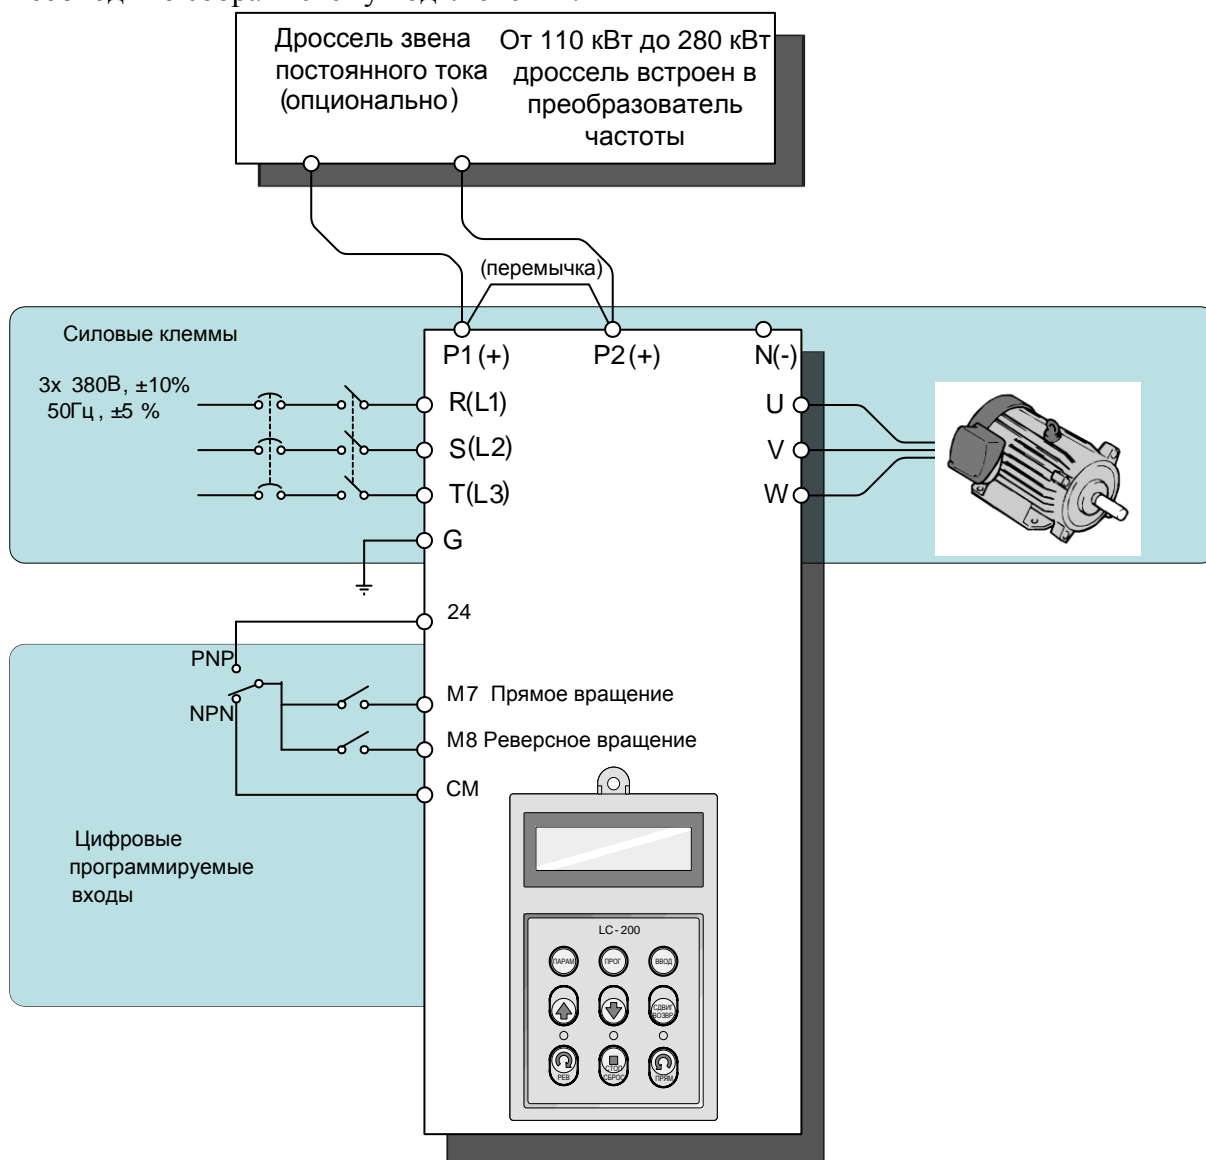 Дроссель звена
постоянного тока
(опционально)
От 110 кВт до 280 кВт
дроссель встроен в
преобразователь
частоты
(перемычка)
Силовые клеммы
3x 380В, ±10%
50Гц, ±5 %
P1 (+)
P2 (+)
N(-)
R(L1)
S(L2)
T(L3)
G
U
V
W
24
PNP
NPN
M7 Прямое вращение
M8 Реверсное вращение
CM
Цифровые
программируемые
входы
LC-200
ПАРАМ
ПРОГ
ВВОД
СДВИГ
ВОЗВР
РЕВ
СТОП
СБРОС
ПРЯМ